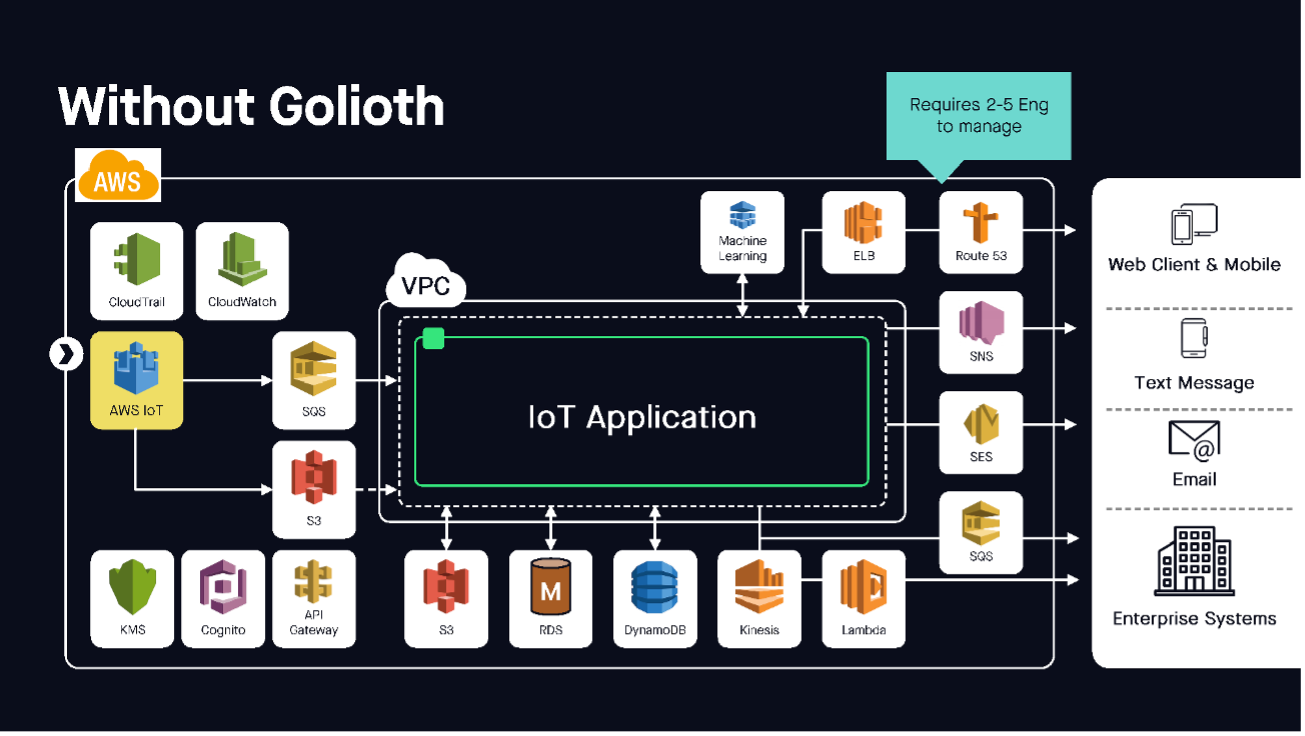 Without Golioth
Requires 2-5 Eng
to manage
AWS
CloudTrail
CloudWatch
Machine
Learning
ELB
Route 53
Web Client & Mobile
VPC
AWS IoT
SQS
IoT Application
SNS
Text Message
S3
SES
@
Email
SQS
KMS
Cognito
API
Gateway
S3
M
RDS
DynamoDB
Kinesis
Lambda
Enterprise Systems